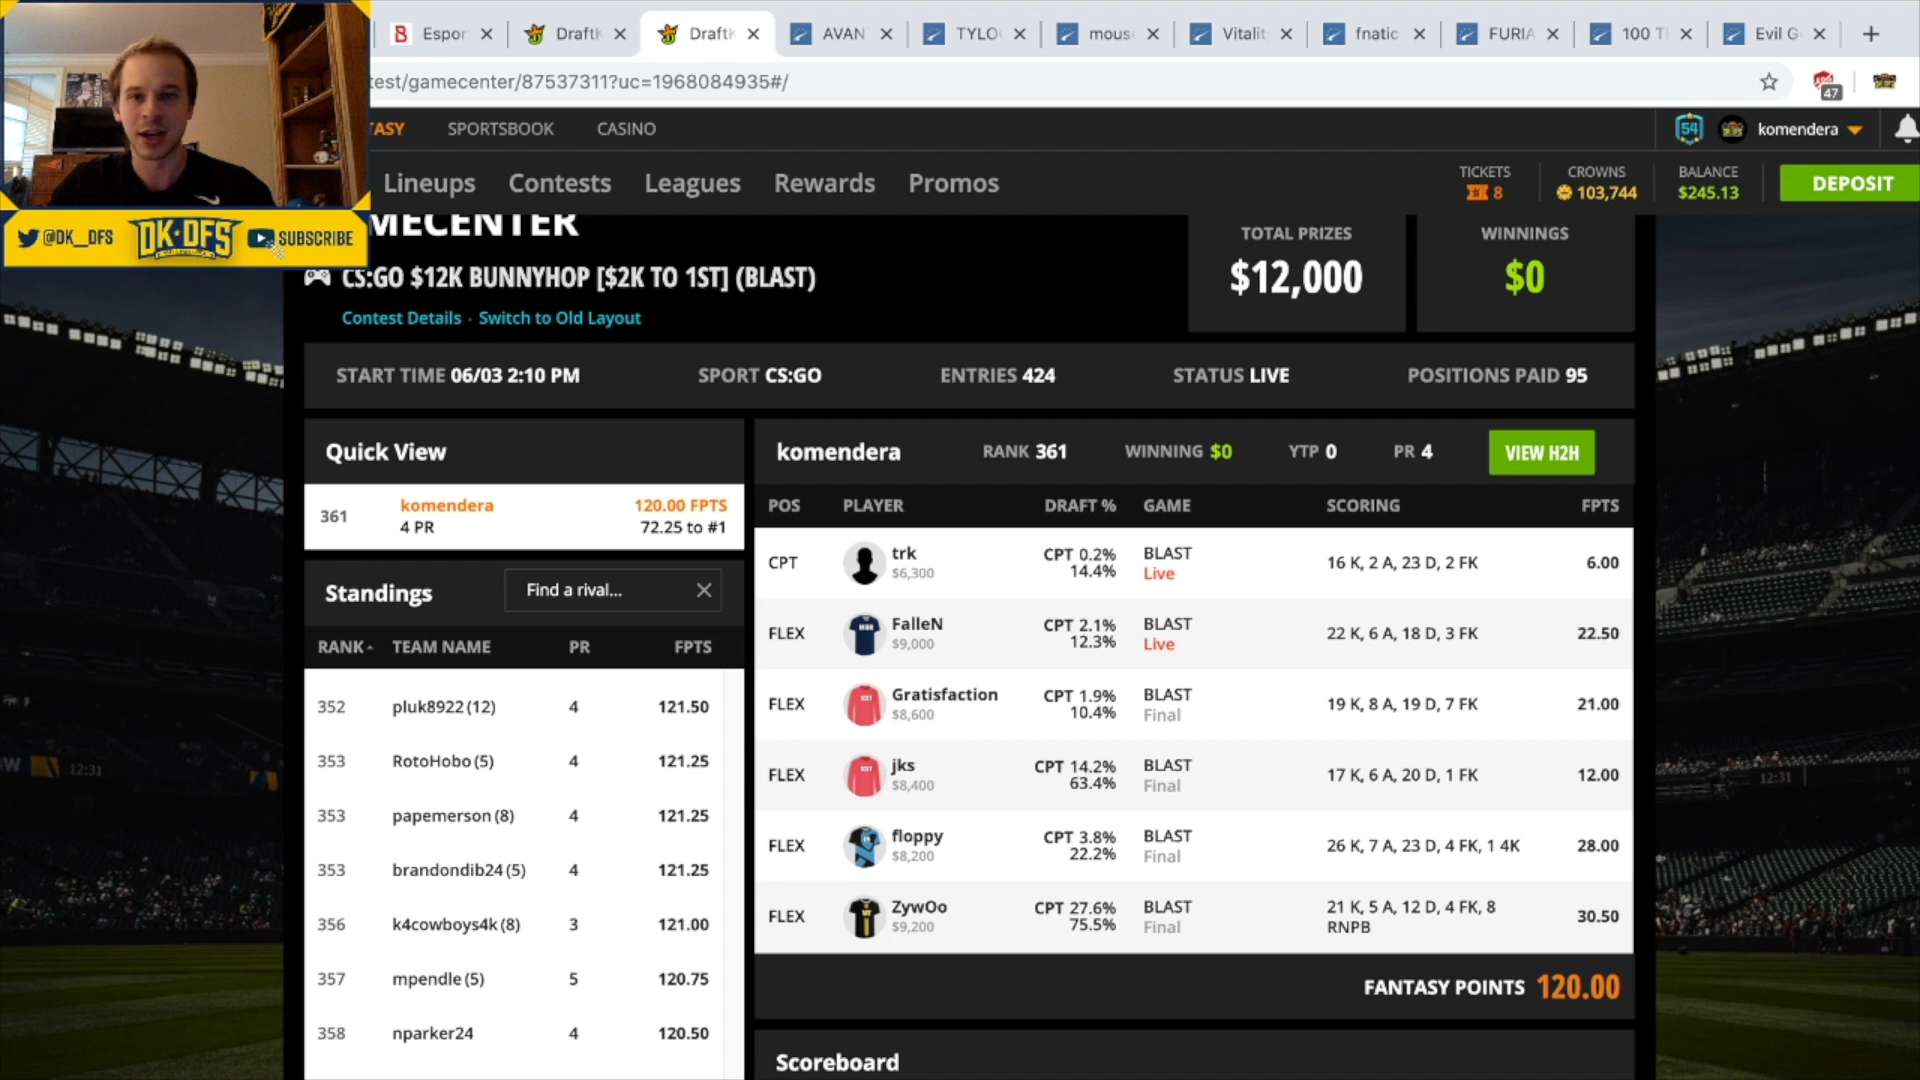 Espor
DraftK
DraftK
AVAN
TYLO
mous
Vitalit
fnatic
FURIA
100 T
Evil G
test/gamecenter/87537311?uc=1968084935#/
47
TASY
SPORTSBOOK
CASINO
54
komendera
Lineups
Contests
Leagues
Rewards
Promos
TICKETS
8
CROWNS
103,744
BALANCE
$245.13
DEPOSIT
@DK__DFS
DK★DFS
SUBSCRIBE
MECENTER
CS:GO $12K BUNNYHOP [$2K TO 1ST] (BLAST)
Contest Details · Switch to Old Layout
TOTAL PRIZES
$12,000
WINNINGS
$0
START TIME 06/03 2:10 PM
SPORT CS:GO
ENTRIES 424
STATUS LIVE
POSITIONS PAID 95
Quick View
361 komendera 120.00 FPTS
4 PR 72.25 to #1
Standings
Find a rival...
RANK TEAM NAME PR FPTS
352 pluk8922 (12) 4 121.50
353 RotoHobo (5) 4 121.25
353 papemerson (8) 4 121.25
353 brandondib24 (5) 4 121.25
356 k4cowboys4k (8) 3 121.00
357 mpendle (5) 5 120.75
358 nparker24 4 120.50
komendera RANK 361 WINNING $0 YTP 0 PR 4 VIEW H2H
POS PLAYER DRAFT % GAME SCORING FPTS
CPT trk CPT 0.2% BLAST 16 K, 2 A, 23 D, 2 FK 6.00
$6,300 14.4% Live
FLEX FalleN CPT 2.1% BLAST 22 K, 6 A, 18 D, 3 FK 22.50
$9,000 12.3% Live
FLEX Gratisfaction CPT 1.9% BLAST 19 K, 8 A, 19 D, 7 FK 21.00
$8,600 10.4% Final
FLEX jks CPT 14.2% BLAST 17 K, 6 A, 20 D, 1 FK 12.00
$8,400 63.4% Final
FLEX floppy CPT 3.8% BLAST 26 K, 7 A, 23 D, 4 FK, 1 4K 28.00
$8,200 22.2% Final
FLEX ZywOo CPT 27.6% BLAST 21 K, 5 A, 12 D, 4 FK, 8 RNPB 30.50
$9,200 75.5% Final
FANTASY POINTS 120.00
Scoreboard
12:31
12:31